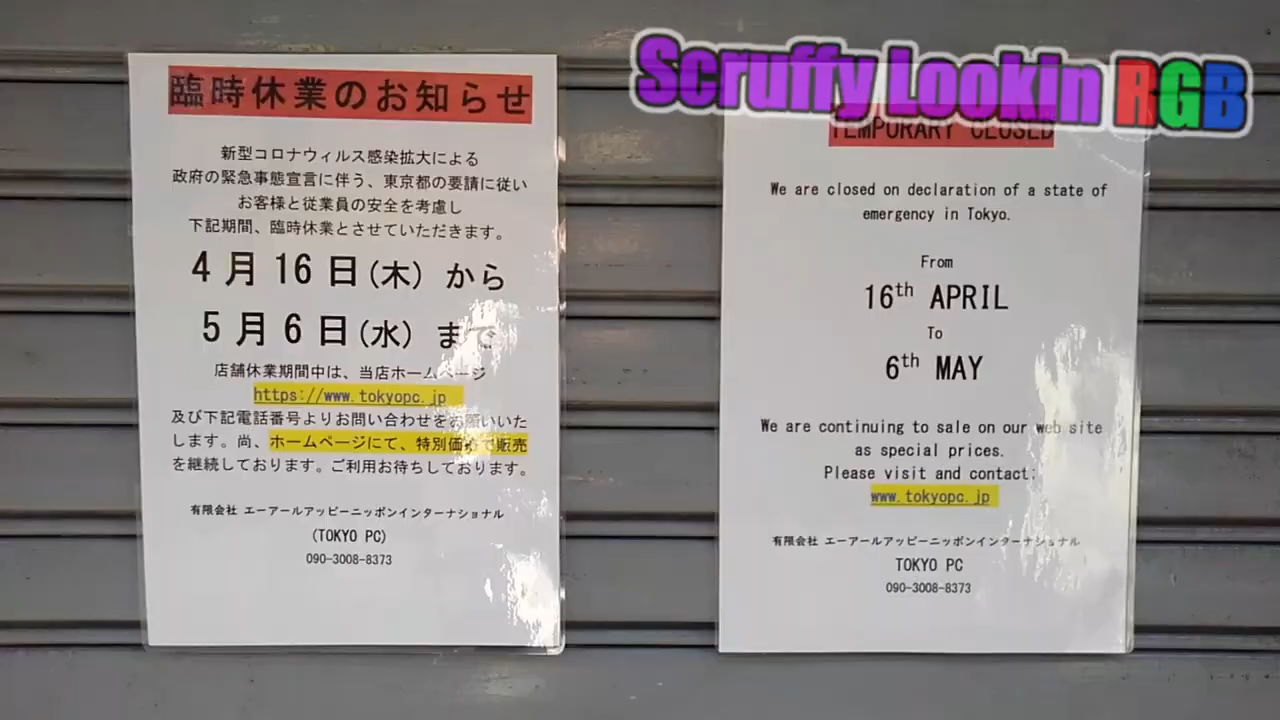 Scruffy Lookin RGB
臨時休業のお知らせ
新型コロナウィルス感染拡大による
政府の緊急事態宣言に伴う、東京都の要請に従い
お客様と従業員の安全を考慮し
下記期間、臨時休業とさせていただきます。
4月16日(木) から
5月6日(水) まで
店舗休業期間中は、当店ホームページ
https://www.tokyopc.jp
及び下記電話番号よりお問い合わせをお願いいた
します。尚、ホームページにて、特別価格で販売
を継続しております。ご利用お待ちしております。
有限会社 エーアールアッピーニッポンインターナショナル
(TOKYO PC)
090-3008-8373
TEMPORARY CLOSED
We are closed on declaration of a state of
emergency in Tokyo.
From
16th APRIL
To
6th MAY
We are continuing to sale on our web site
as special prices.
Please visit and contact:
www.tokyopc.jp
有限会社 エーアールアッピーニッポンインターナショナル
TOKYO PC
090-3008-8373